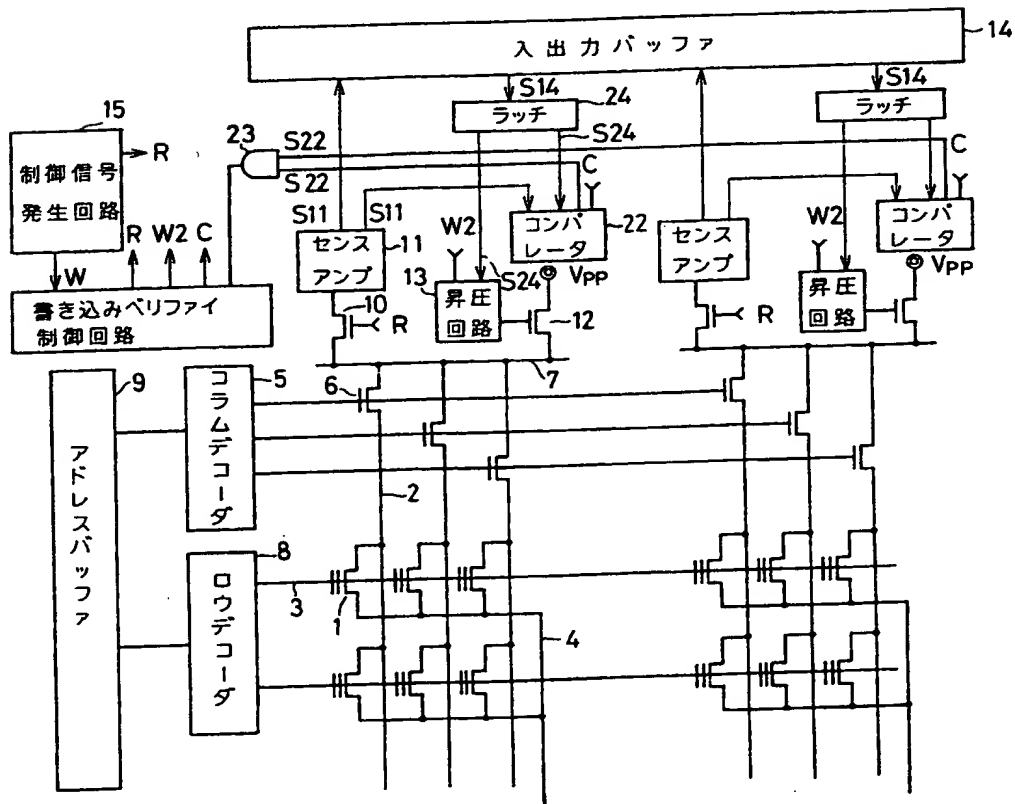 入出力バッファ
14
S14
S14
ラッチ
24
ラッチ
15
制御信号
発生回路
R
23
S22
S22
S24
C
C
S11
S11
センス
アンプ
11
コンパ
レータ
22
センス
アンプ
コンパ
レータ
R
W2
C
W
書き込みベリファイ
制御回路
W2
13
昇圧
回路
S24
VPP
12
10
R
W2
昇圧
回路
VPP
R
7
9
アドレスバッファ
5
コラムデコーダ
6
2
8
ロウデコーダ
3
1
4